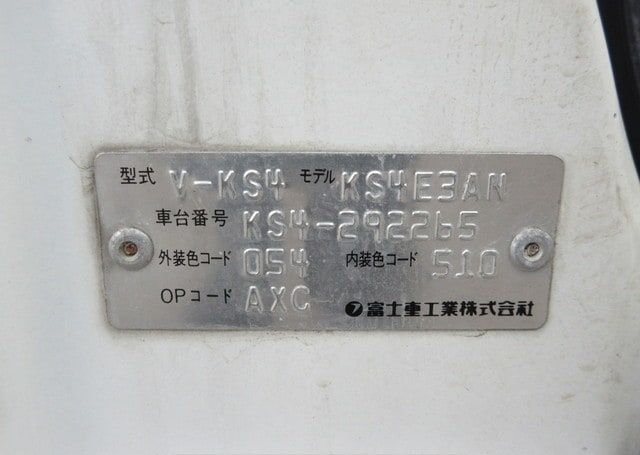 型式 V-KS4 モデル KS4E3AN
車台番号 KS4-292265
外装色コード 054 内装色コード 510
OPコード AXC 富士重工業株式会社